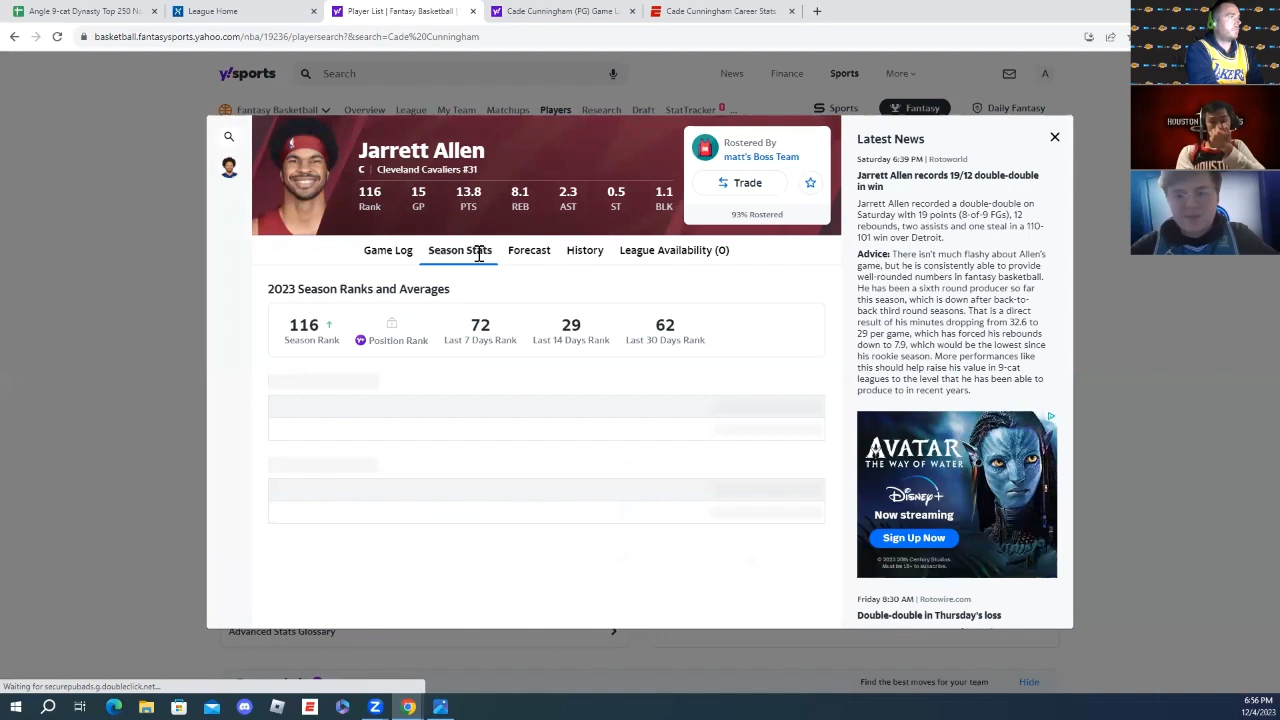 Angle 9-cat Dynasty Top 250 N
League Home
Player List | Fantasy Basketball |
Cade Cunningham (PG) Game L
Cade Cunningham Career Stats
basketball.fantasysports.yahoo.com/nba/19236/playersearch?&search=Cade%20Cunningham
y!sports
Search
News
Finance
Sports
More
A
Fantasy Basketball
Overview
League
My Team
Matchups
Players
Research
Draft
StatTracker
0
...
Sports
Fantasy
Daily Fantasy
Jarrett Allen
C | Cleveland Cavaliers #31
116 15 13.8 8.1 2.3 0.5 1.1
Rank GP PTS REB AST ST BLK
Rostered By
matt's Boss Team
Trade
93% Rostered
Game Log
Season Stats
Forecast
History
League Availability (0)
2023 Season Ranks and Averages
116 72 29 62
Season Rank Position Rank Last 7 Days Rank Last 14 Days Rank Last 30 Days Rank
Latest News
Saturday 6:39 PM | Rotoworld
Jarrett Allen records 19/12 double-double
in win
Jarrett Allen recorded a double-double on
Saturday with 19 points (8-of-9 FGs), 12
rebounds, two assists and one steal in a 110-
101 win over Detroit.
Advice: There isn't much flashy about Allen's
game, but he is consistently able to provide
well-rounded numbers in fantasy basketball.
He has been a sixth round producer so far
this season, which is down after back-to-
back third round seasons. That is a direct
result of his minutes dropping from 32.6 to
29 per game, which has forced his rebounds
down to 7.9, which would be the lowest since
his rookie season. More performances like
this should help raise his value in 9-cat
leagues to the level that he has been able to
produce to in recent years.
AVATAR
THE WAY OF WATER
Disney+
Now streaming
Sign Up Now
© 2023 20th Century Studios.
Must be 18+ to subscribe.
Friday 8:30 AM | Rotowire.com
Double-double in Thursday's loss
Advanced Stats Glossary
Find the best moves for your team
Hide
Waiting for securepubads.g.doubleclick.net...
6:56 PM
12/4/2023
LAKERS
HOUSTON